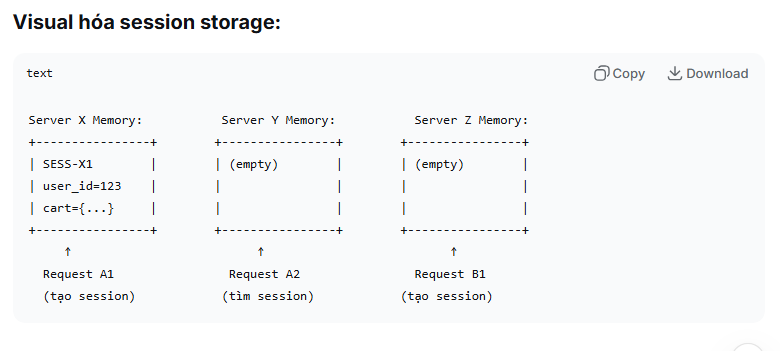 Visual hóa session storage:
text Copy Download
Server X Memory: Server Y Memory: Server Z Memory:
+----------------+ +----------------+ +----------------+
| SESS-X1 | | (empty) | | (empty) |
| user_id=123 | | | | |
| cart={...} | | | | |
+----------------+ +----------------+ +----------------+
↑ ↑ ↑
Request A1 Request A2 Request B1
(tạo session) (tìm session) (tạo session)